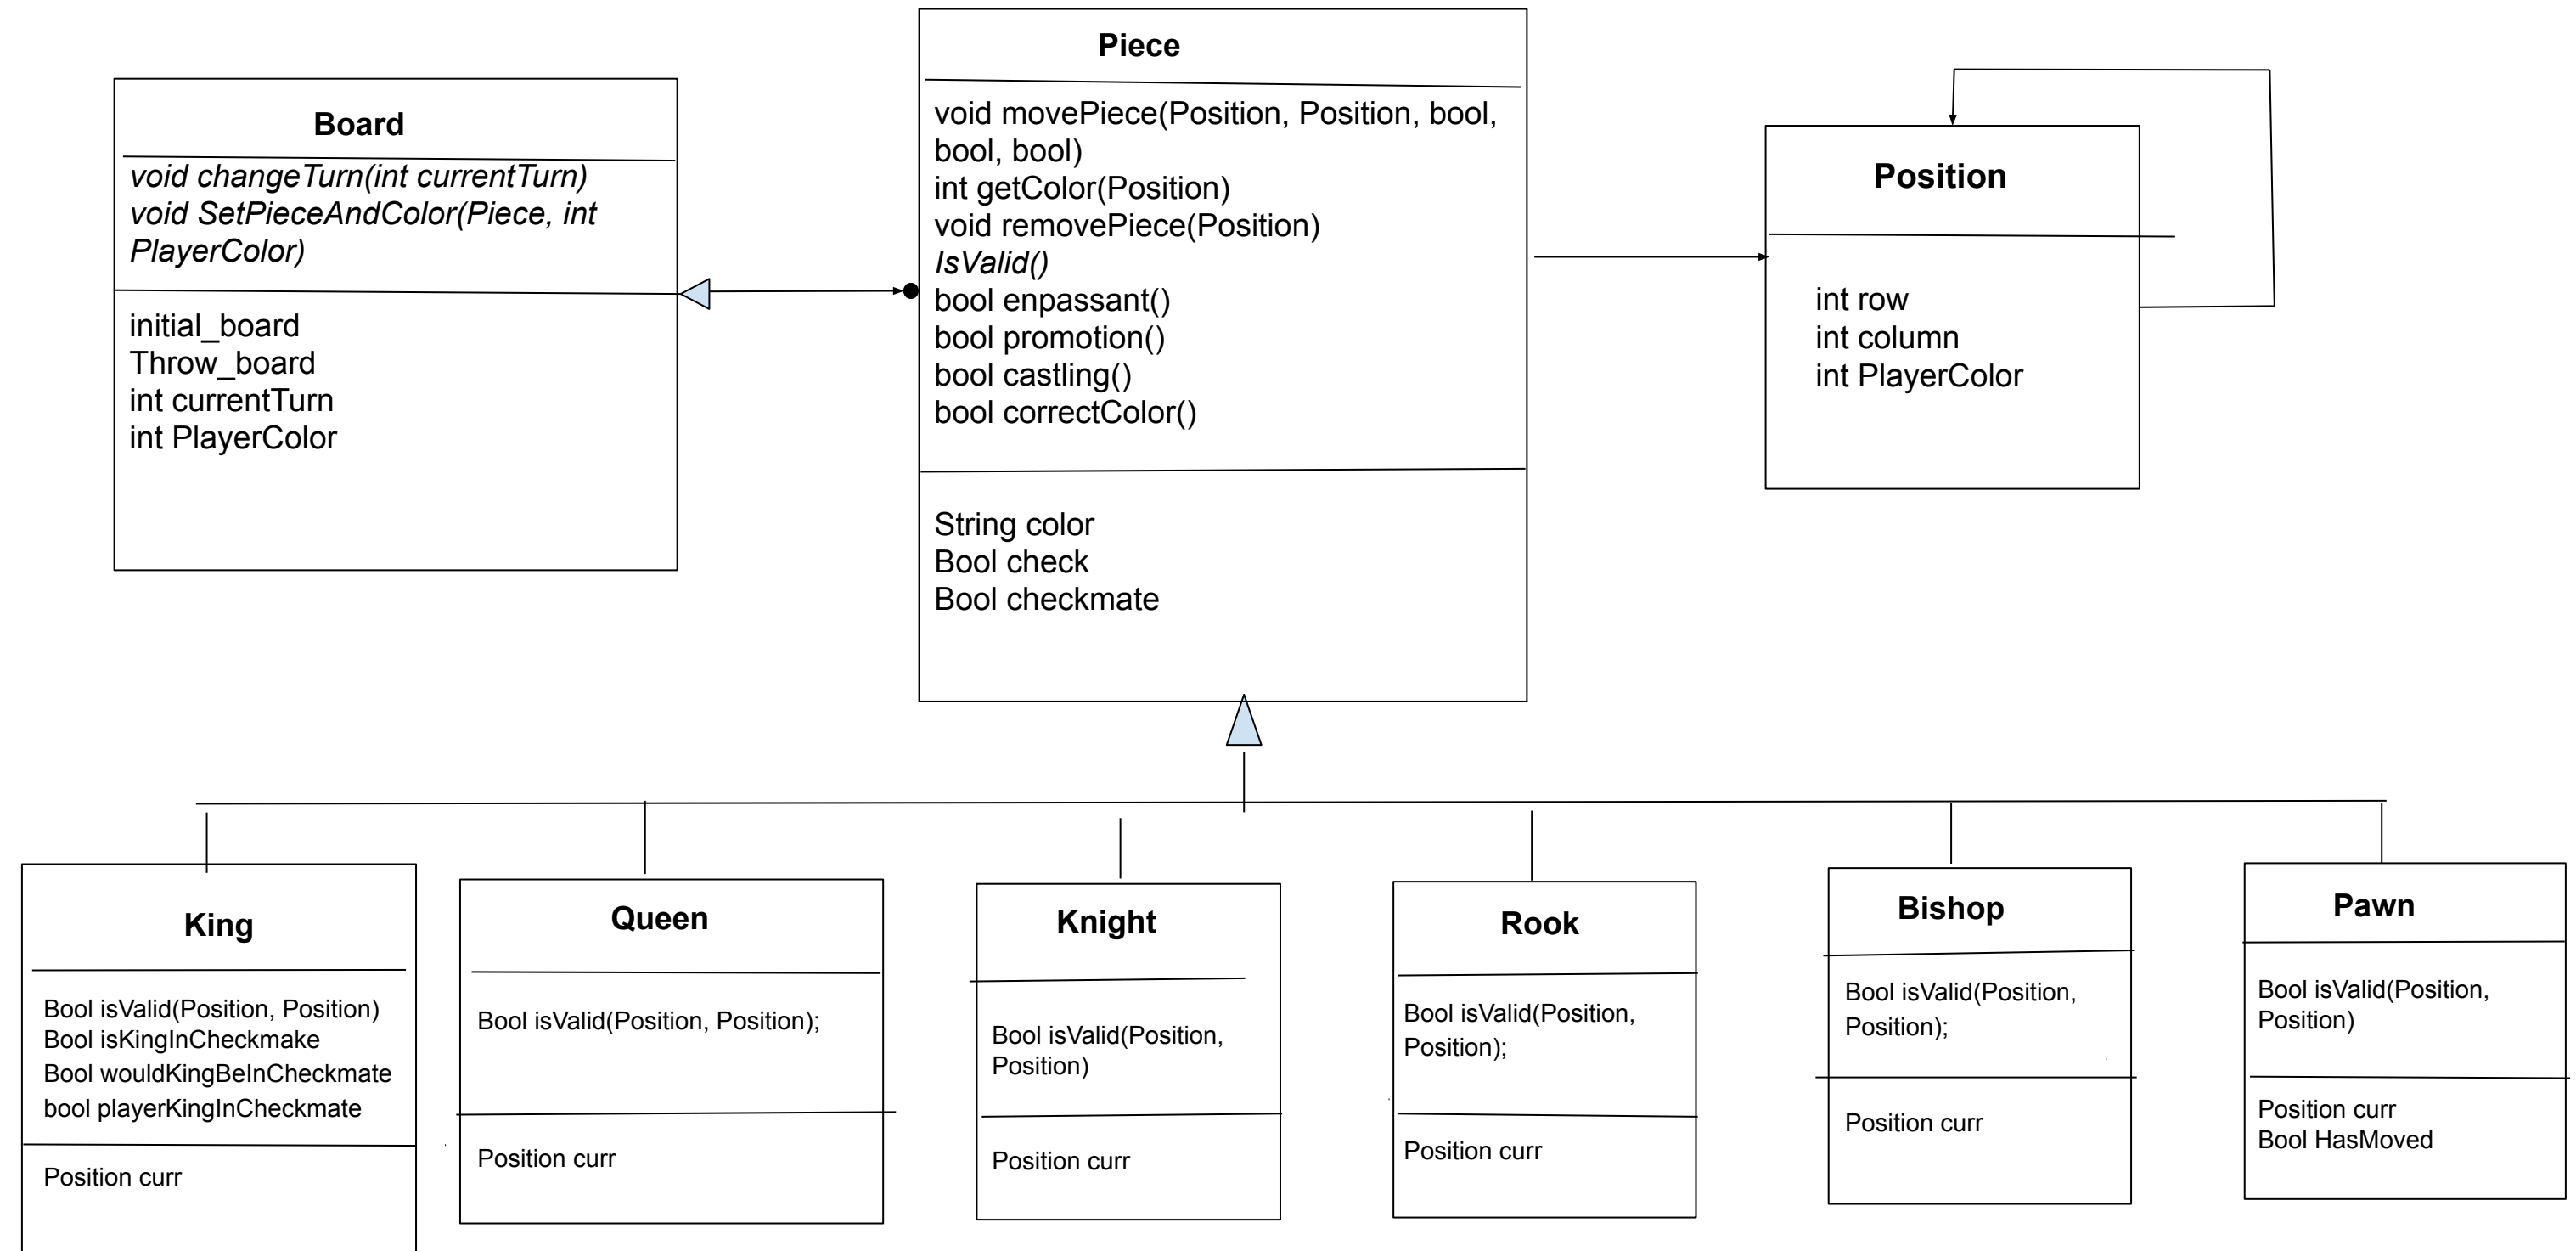 Board
void changeTurn(int currentTurn)
void SetPieceAndColor(Piece, int
PlayerColor)
initial_board
Throw_board
int currentTurn
int PlayerColor
Piece
void movePiece(Position, Position, bool,
bool, bool)
int getColor(Position)
void removePiece(Position)
IsValid()
bool enpassant()
bool promotion()
bool castling()
bool correctColor()
String color
Bool check
Bool checkmate
Position
int row
int column
int PlayerColor
King
Bool isValid(Position, Position)
Bool isKingInCheckmake
Bool wouldKingBeInCheckmate
bool playerKingInCheckmate
Position curr
Queen
Bool isValid(Position, Position);
Position curr
Knight
Bool isValid(Position,
Position)
Position curr
Rook
Bool isValid(Position,
Position);
Position curr
Bishop
Bool isValid(Position,
Position);
Position curr
Pawn
Bool isValid(Position,
Position)
Position curr
Bool HasMoved